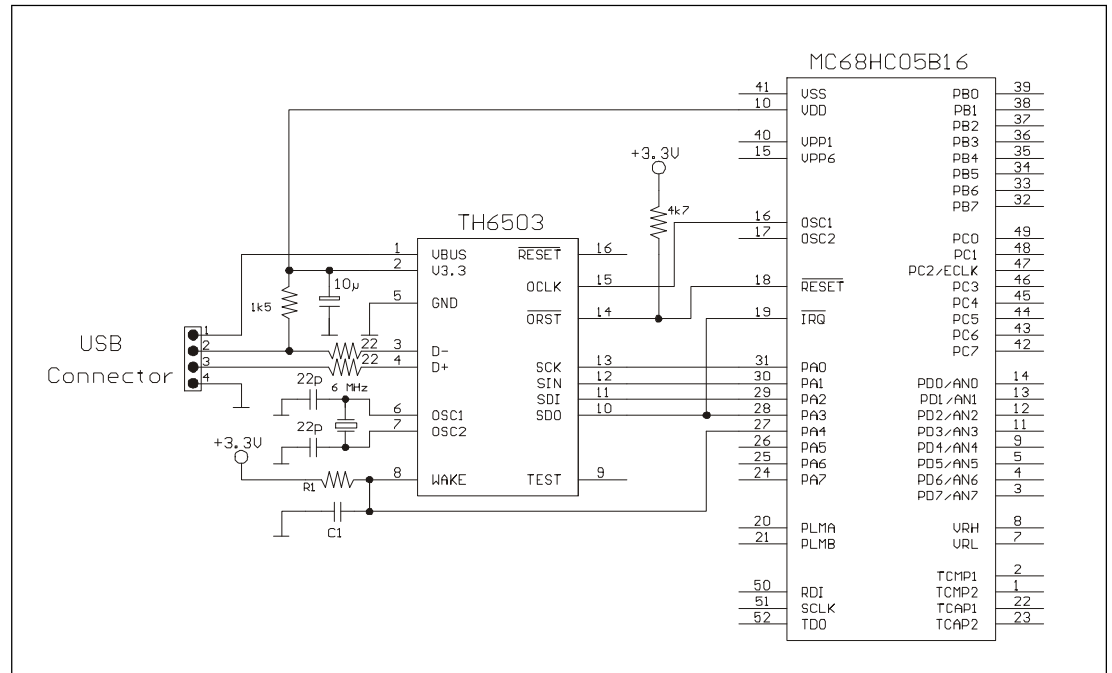 MC68HC05B16
41 VSS PB0 39
10 VDD PB1 38
PB2 37
40 VPP1 PB3 36
15 VPP6 PB4 35
PB5 34
PB6 33
PB7 32
16 OSC1
17 OSC2 PC0 49
PC1 48
PC2/ECLK 47
18 RESET PC3 46
PC4 45
19 IRQ PC5 44
PC6 43
PC7 42
31 PA0
30 PA1 PD0/AN0 14
29 PA2 PD1/AN1 13
28 PA3 PD2/AN2 12
27 PA4 PD3/AN3 11
26 PA5 PD4/AN4 9
25 PA6 PD5/AN5 5
24 PA7 PD6/AN6 4
PD7/AN7 3
20 PLMA VRH 8
21 PLMB VRL 7
TCMP1 2
50 RDI TCMP2 1
51 SCLK TCAP1 22
52 TDO TCAP2 23
+3.3V
4k7
TH6503
1 VBUS RESET 16
2 V3.3
OCLK 15
5 GND
ORST 14
3 D-
4 D+ SCK 13
SIN 12
SDI 11
6 OSC1 SDO 10
7 OSC2
8 WAKE TEST 9
10µ
1k5
22
22
USB
Connector
1
2
3
4
22p
6 MHz
22p
+3.3V
R1
C1